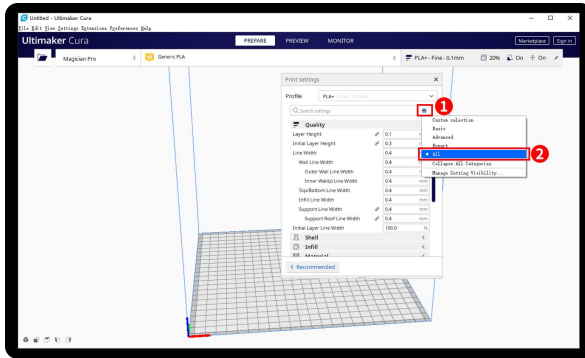 Untitled - Ultimaker Cura
File Edit View Settings Extensions Preferences Help
Ultimaker Cura PREPARE PREVIEW MONITOR Marketplace Sign in
Magician Pro Generic PLA PLA+ - Fine - 0.1mm 20% On On
Print settings
Profile PLA+
Search settings
1
Custom selection
Basic
Advanced
Expert
All
2
Collapse All Categories
Manage Setting Visibility...
Quality
Layer Height 0.1
Initial Layer Height 0.3
Line Width 0.4
Wall Line Width 0.4
Outer Wall Line Width 0.4
Inner Wall(s) Line Width 0.4 mm
Top/Bottom Line Width 0.4 mm
Infill Line Width 0.4 mm
Support Line Width 0.4 mm
Support Roof Line Width 0.4 mm
Initial Layer Line Width 100.0 %
Shell
Infill
Material
Recommended